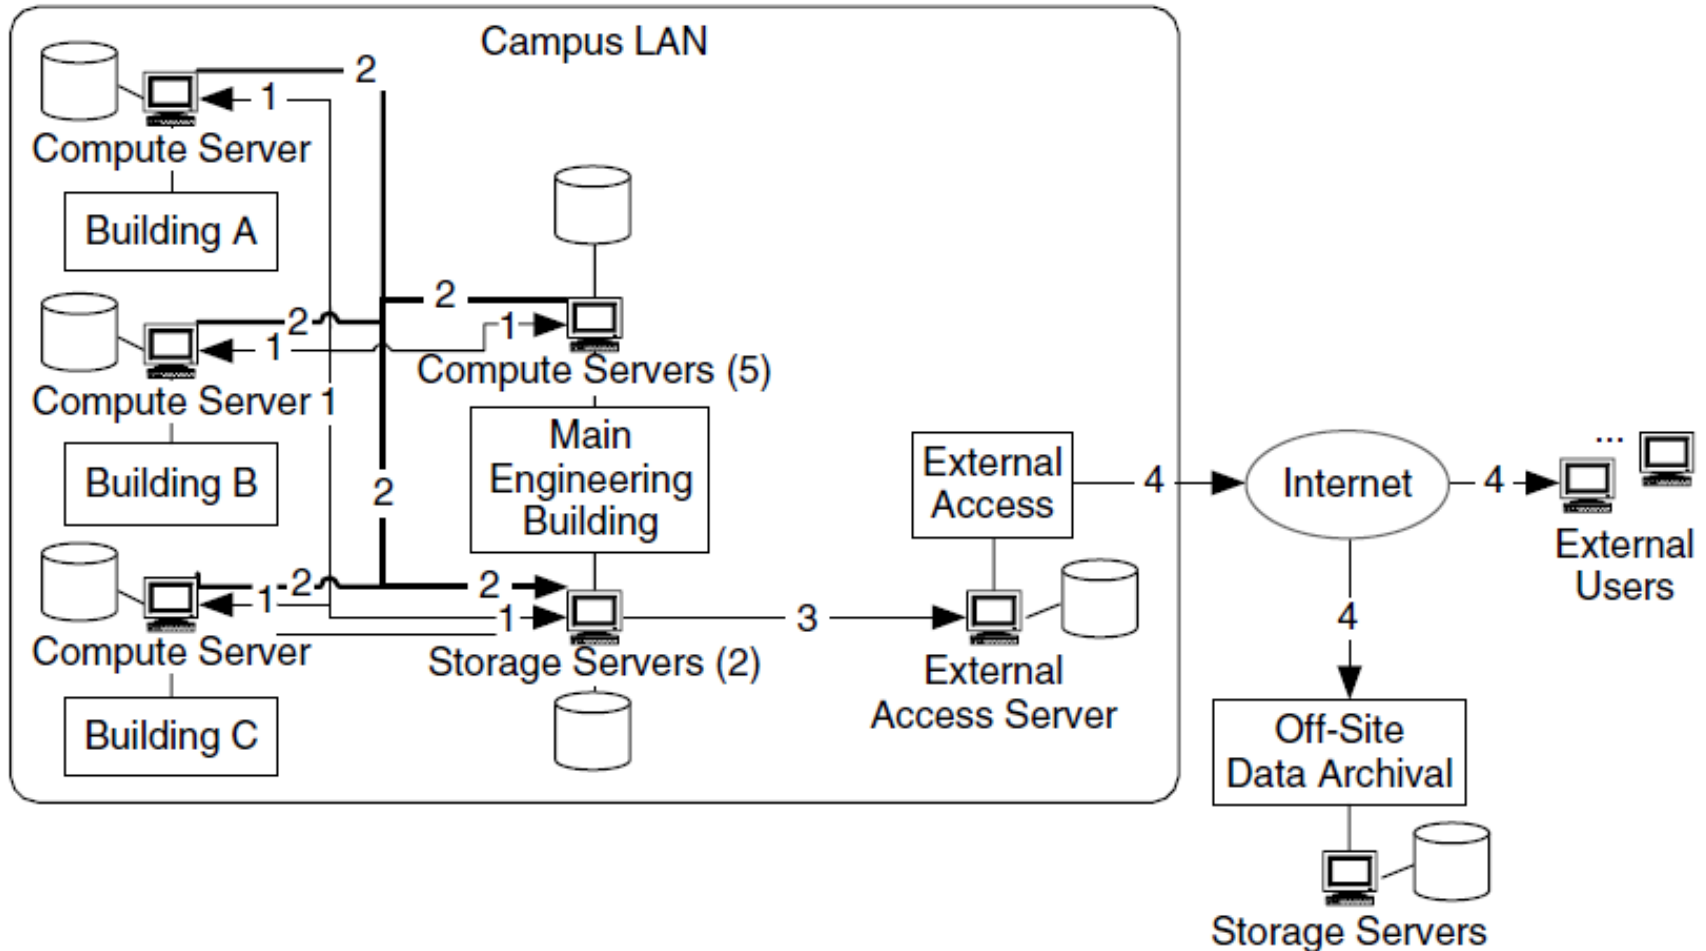 Campus LAN
2
1
Compute Server
Building A
2
2
1
1
Compute Server 1
Compute Servers (5)
Building B
Main
Engineering
Building
2
External
Access
4
Internet
4
...
External
Users
2
2
1
1
3
4
Compute Server
Storage Servers (2)
External
Access Server
Building C
Off-Site
Data Archival
Storage Servers